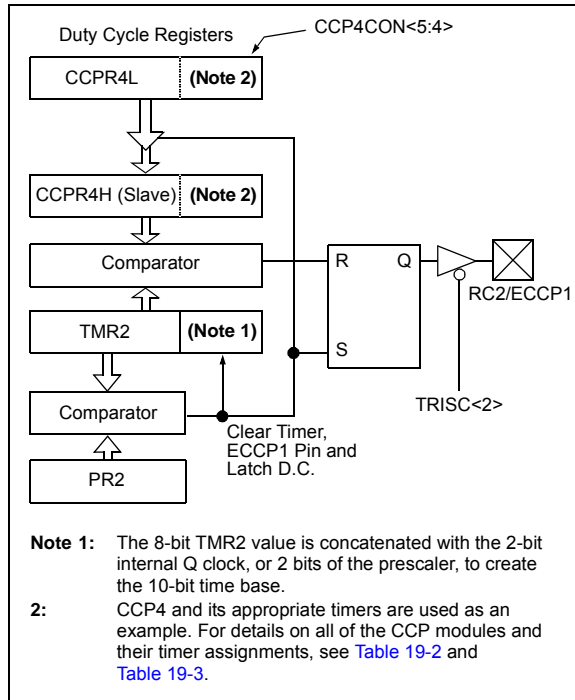 Duty Cycle Registers
CCP4CON<5:4>
CCPR4L
(Note 2)
CCPR4H (Slave)
(Note 2)
Comparator
R
Q
RC2/ECCP1
TMR2
(Note 1)
S
TRISC<2>
Comparator
Clear Timer,
ECCP1 Pin and
Latch D.C.
PR2
Note 1: The 8-bit TMR2 value is concatenated with the 2-bit
internal Q clock, or 2 bits of the prescaler, to create
the 10-bit time base.
2: CCP4 and its appropriate timers are used as an
example. For details on all of the CCP modules and
their timer assignments, see Table 19-2 and
Table 19-3.